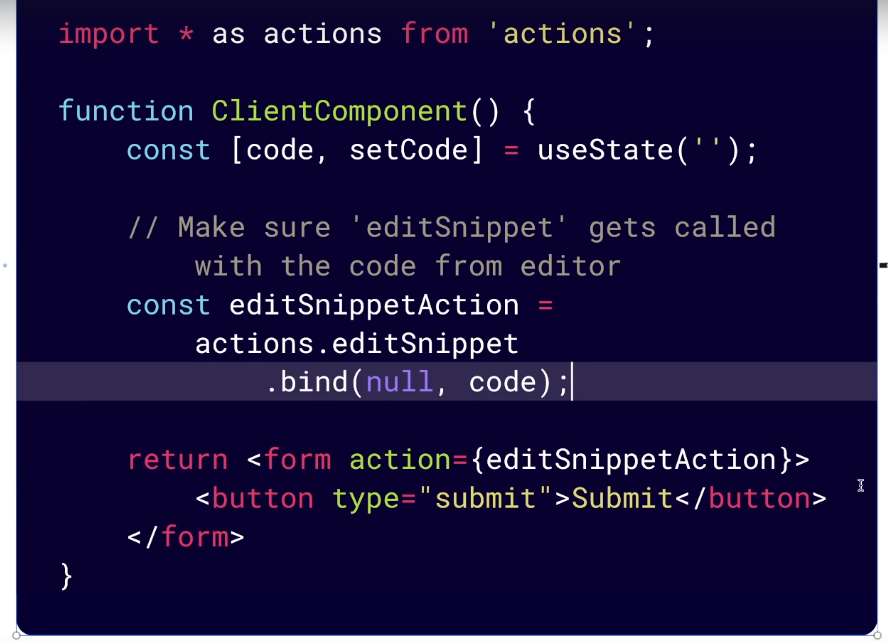 import * as actions from 'actions';
function ClientComponent() {
const [code, setCode] = useState('');
// Make sure 'editSnippet' gets called
with the code from editor
const editSnippetAction =
actions.editSnippet
.bind(null, code);
return <form action={editSnippetAction}>
<button type="submit">Submit</button>
</form>
}